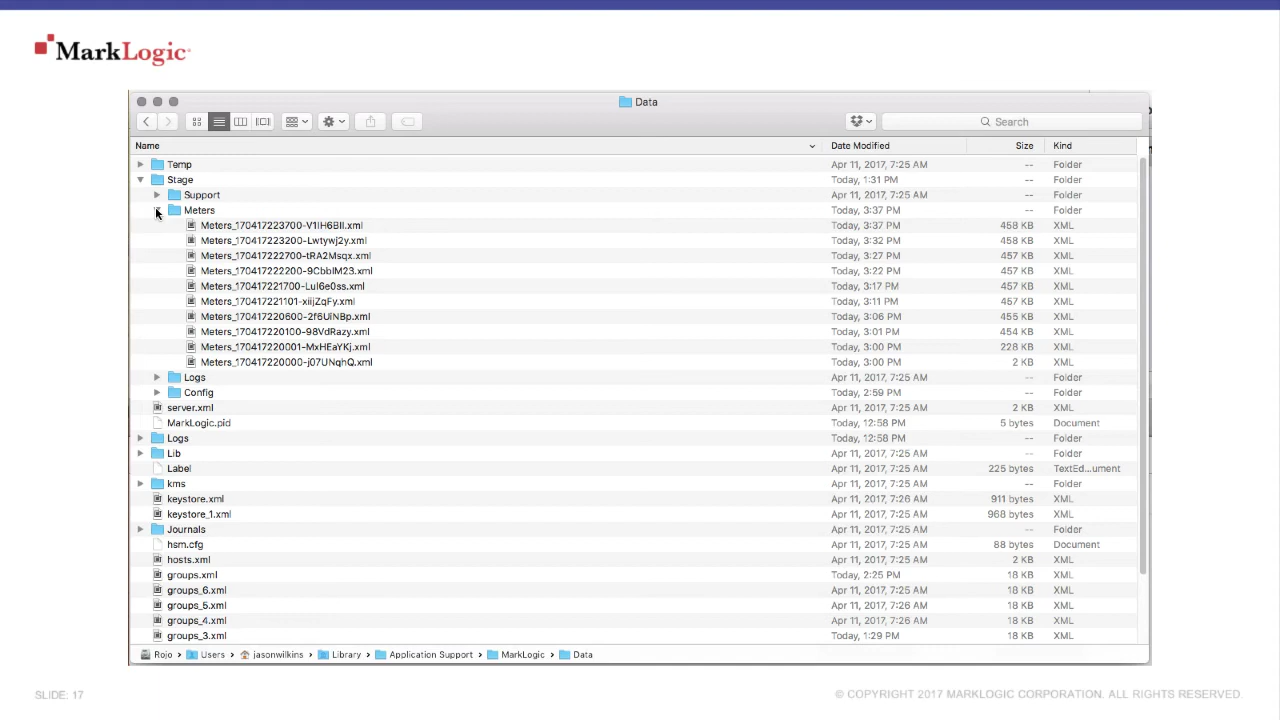 MarkLogic
Data
Search
Name Date Modified Size Kind
Temp Apr 11, 2017, 7:25 AM -- Folder
Stage Today, 1:31 PM -- Folder
Support Apr 11, 2017, 7:25 AM -- Folder
Meters Today, 3:37 PM -- Folder
Meters_170417223700-V1IH6BIl.xml Today, 3:37 PM 458 KB XML
Meters_170417223200-Lwtywj2y.xml Today, 3:32 PM 458 KB XML
Meters_170417222700-tRA2Msqx.xml Today, 3:27 PM 457 KB XML
Meters_170417222200-9CbbIM23.xml Today, 3:22 PM 457 KB XML
Meters_170417221700-LuI6e0ss.xml Today, 3:17 PM 457 KB XML
Meters_170417221101-xiijZqFy.xml Today, 3:11 PM 457 KB XML
Meters_170417220600-2f6UiNBp.xml Today, 3:06 PM 455 KB XML
Meters_170417220100-98VdRazy.xml Today, 3:01 PM 454 KB XML
Meters_170417220001-MxHEaYKj.xml Today, 3:00 PM 228 KB XML
Meters_170417220000-j07UNqhQ.xml Today, 3:00 PM 2 KB XML
Logs Apr 11, 2017, 7:25 AM -- Folder
Config Today, 2:59 PM -- Folder
server.xml Apr 11, 2017, 7:25 AM 2 KB XML
MarkLogic.pid Today, 12:58 PM 5 bytes Document
Logs Today, 12:58 PM -- Folder
Lib Apr 11, 2017, 7:25 AM -- Folder
Label Apr 11, 2017, 7:25 AM 225 bytes TextEd...ument
kms Apr 11, 2017, 7:25 AM -- Folder
keystore.xml Apr 11, 2017, 7:26 AM 911 bytes XML
keystore_1.xml Apr 11, 2017, 7:26 AM 968 bytes XML
Journals Apr 11, 2017, 7:25 AM -- Folder
hsm.cfg Apr 11, 2017, 7:25 AM 88 bytes Document
hosts.xml Apr 11, 2017, 7:25 AM 2 KB XML
groups.xml Today, 2:25 PM 18 KB XML
groups_6.xml Apr 11, 2017, 7:25 AM 18 KB XML
groups_5.xml Apr 11, 2017, 7:26 AM 18 KB XML
groups_4.xml Apr 11, 2017, 7:26 AM 18 KB XML
groups_3.xml Today, 1:29 PM 18 KB XML
Rojo › Users › jasonwilkins › Library › Application Support › MarkLogic › Data
SLIDE: 17 © COPYRIGHT 2017 MARKLOGIC CORPORATION. ALL RIGHTS RESERVED.